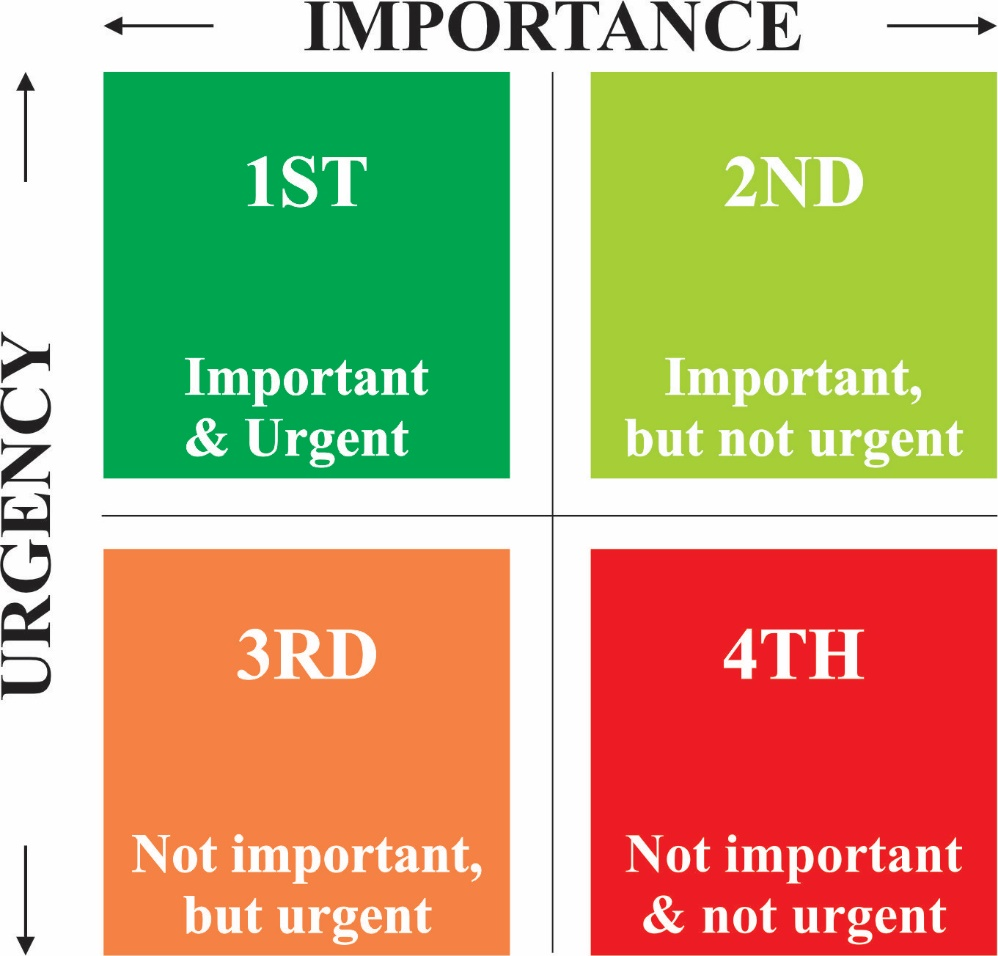 IMPORTANCE
URGENCY
1ST
Important
& Urgent
2ND
Important,
but not urgent
3RD
Not important,
but urgent
4TH
Not important
& not urgent